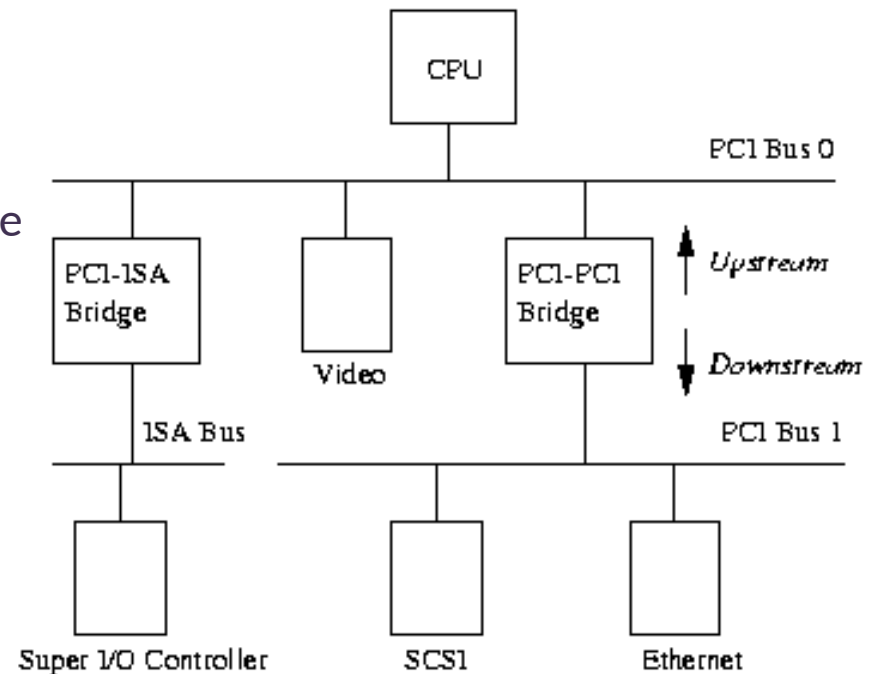 CPU
PCI Bus 0
e
PCI-ISA
Bridge
Video
PCI-PCI
Bridge
Upstream
Downstream
ISA Bus
PCI Bus 1
Super I/O Controller
SCSI
Ethernet